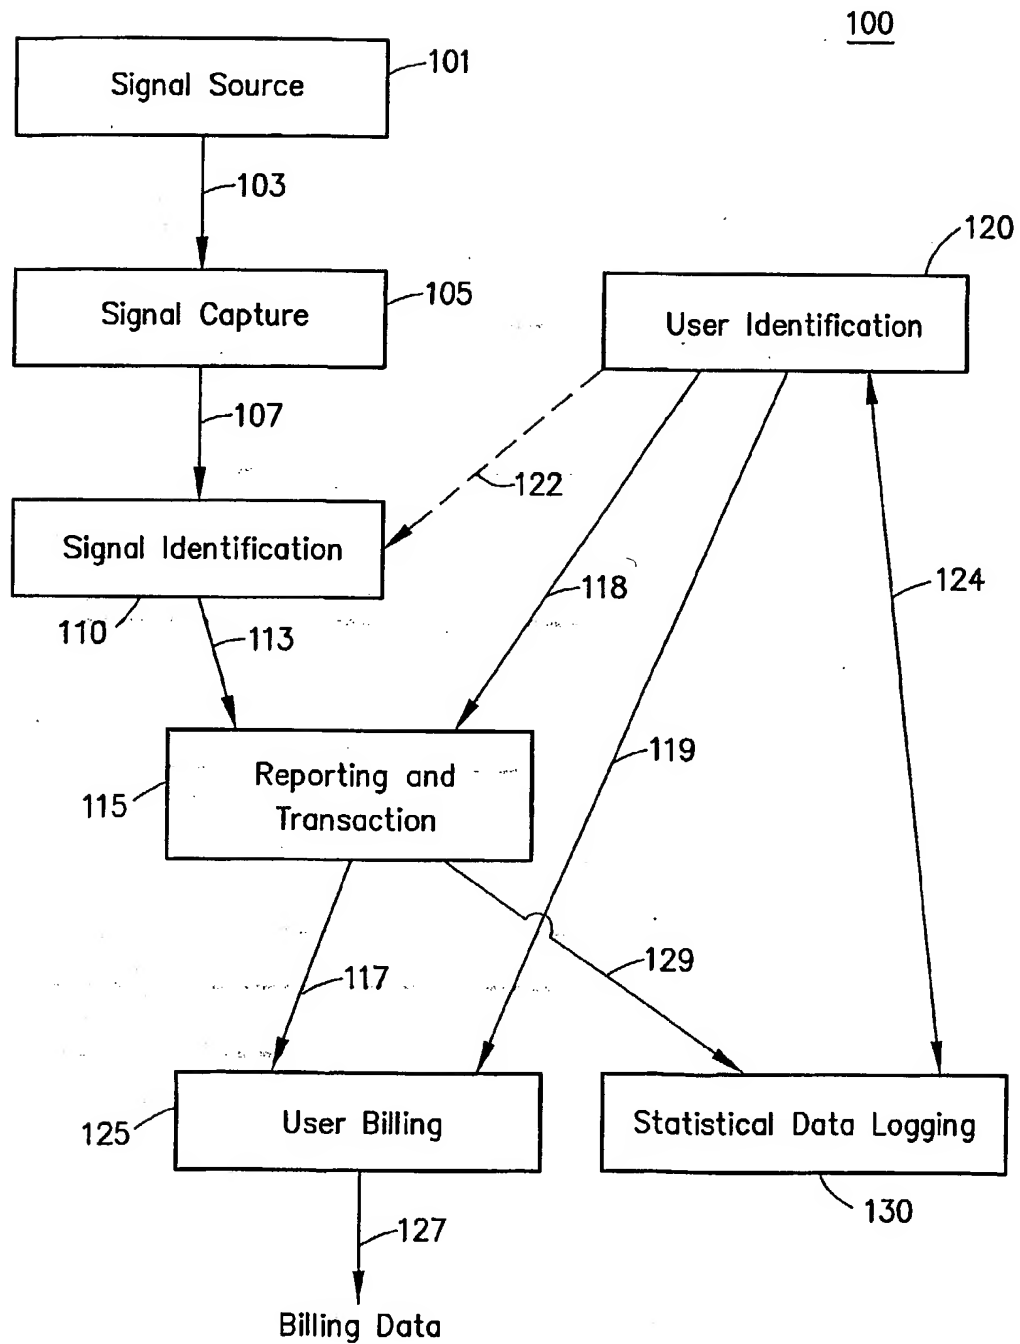 100
Signal Source
101
103
120
Signal Capture
105
User Identification
107
122
Signal Identification
118
124
110
113
119
Reporting and
Transaction
115
129
117
User Billing
125
Statistical Data Logging
130
127
Billing Data